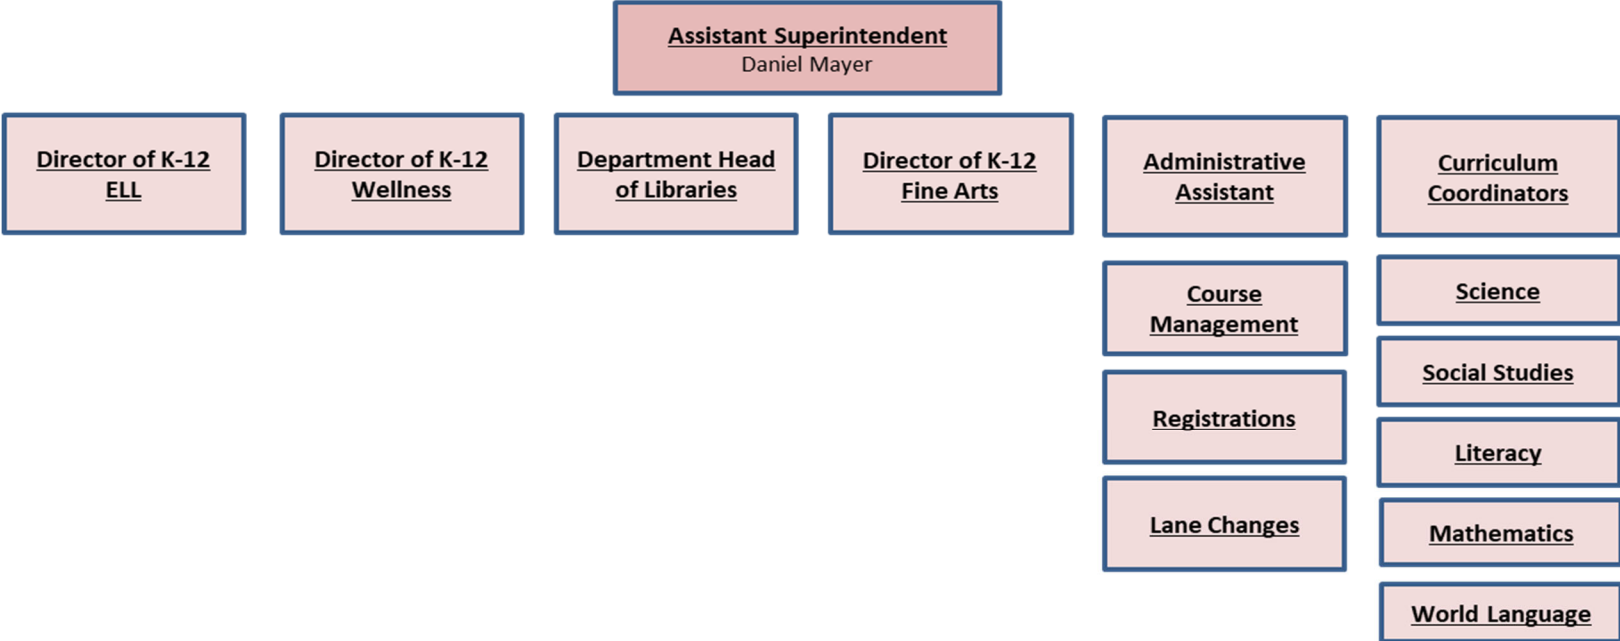 Assistant Superintendent
Daniel Mayer
Director of K-12
ELL
Director of K-12
Wellness
Department Head
of Libraries
Director of K-12
Fine Arts
Administrative
Assistant
Course
Management
Registrations
Lane Changes
Curriculum
Coordinators
Science
Social Studies
Literacy
Mathematics
World Language